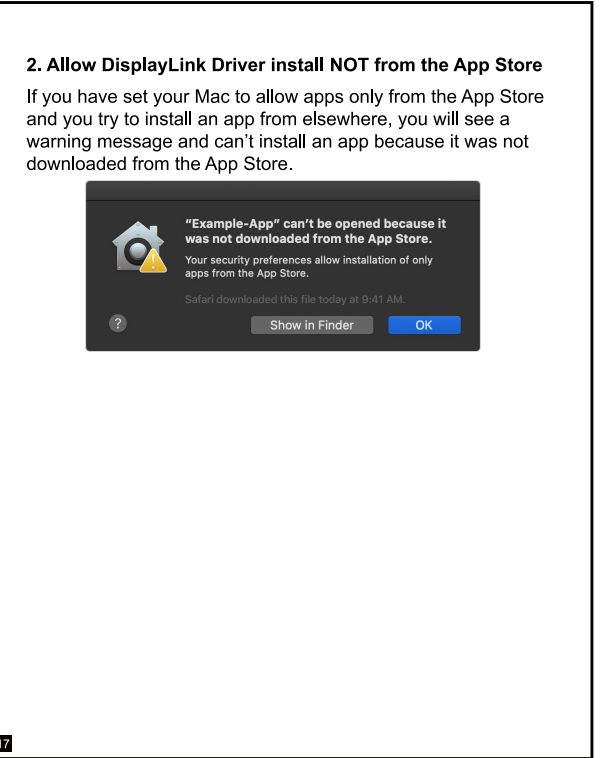 2. Allow DisplayLink Driver install NOT from the App Store
If you have set your Mac to allow apps only from the App Store
and you try to install an app from elsewhere, you will see a
warning message and can’t install an app because it was not
downloaded from the App Store.
“Example-App” can’t be opened because it
was not downloaded from the App Store.
Your security preferences allow installation of only
apps from the App Store.
Safari downloaded this file today at 9:41 AM.
?
Show in Finder
OK
17